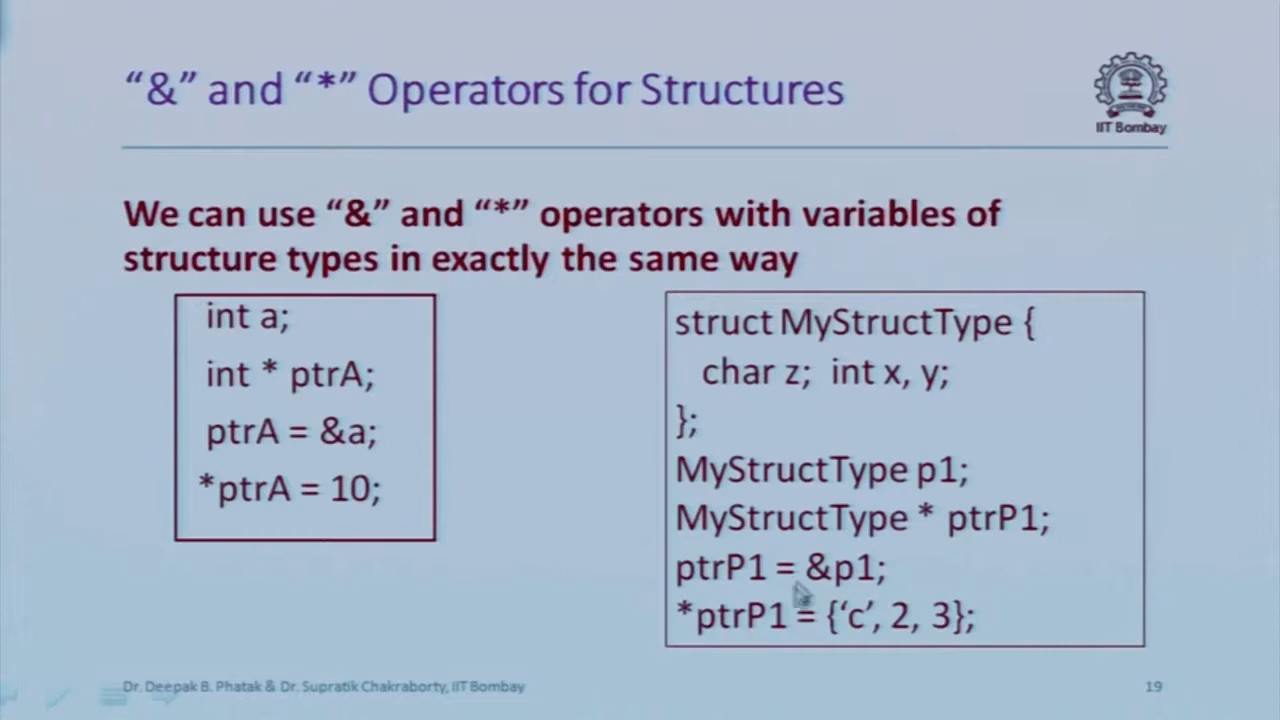 “&” and “*” Operators for Structures
IIT Bombay
We can use “&” and “*” operators with variables of
structure types in exactly the same way
int a;
int * ptrA;
ptrA = &a;
*ptrA = 10;
struct MyStructType {
char z; int x, y;
};
MyStructType p1;
MyStructType * ptrP1;
ptrP1 = &p1;
*ptrP1 = {‘c’, 2, 3};
Dr. Deepak B. Phatak & Dr. Supratik Chakraborty, IIT Bombay
19